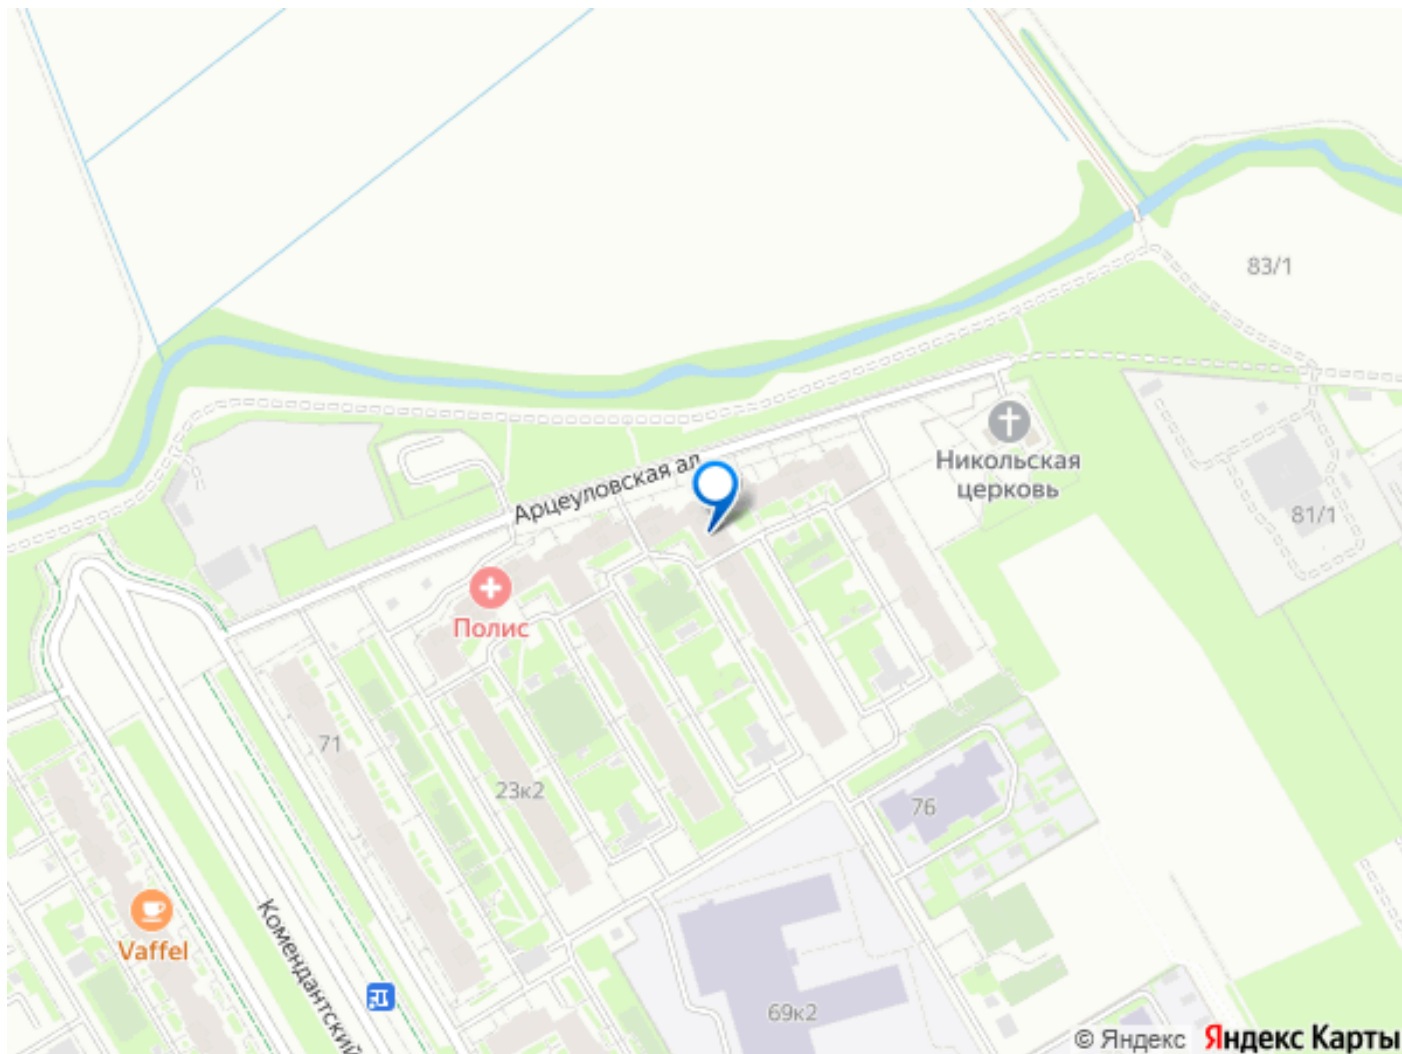 83/1
Никольская
церковь
Арцеуловская ал.
81/1
Полис
71
23к2
76
Vaffel
Комендантский
69к2
© Яндекс Яндекс Карты